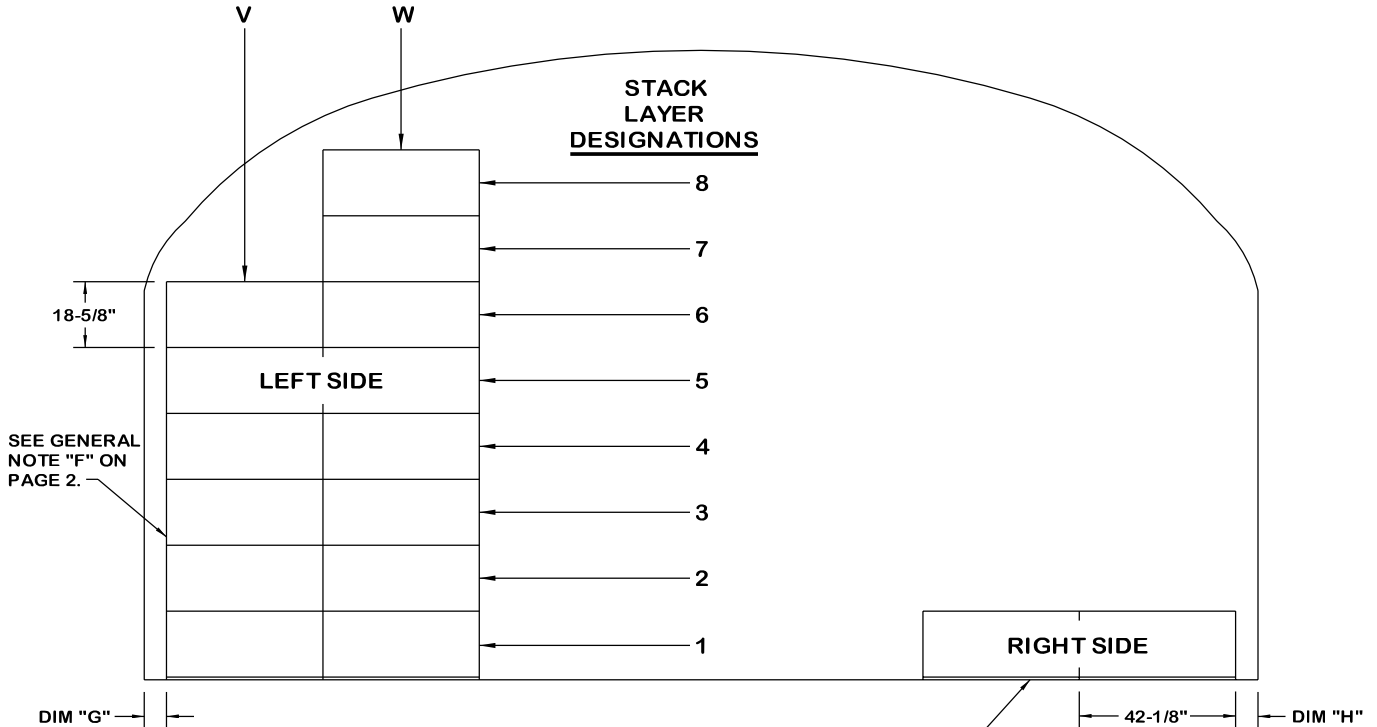 V
W
STACK
LAYER
DESIGNATIONS
8
7
6
18-5/8"
LEFT SIDE
5
SEE GENERAL
NOTE "F" ON
PAGE 2.
4
3
2
1
RIGHT SIDE
DIM "G"
42-1/8"
DIM "H"